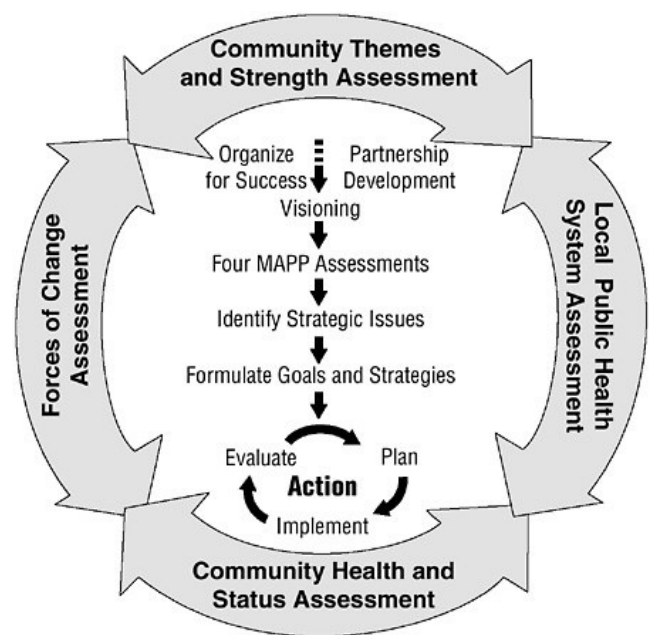 Community Themes
and Strength Assessment
Organize
for Success
Partnership
Development
Visioning
Four MAPP Assessments
Identify Strategic Issues
Formulate Goals and Strategies
Evaluate
Plan
Action
Implement
Forces of Change
Assessment
Local Public Health
System Assessment
Community Health and
Status Assessment